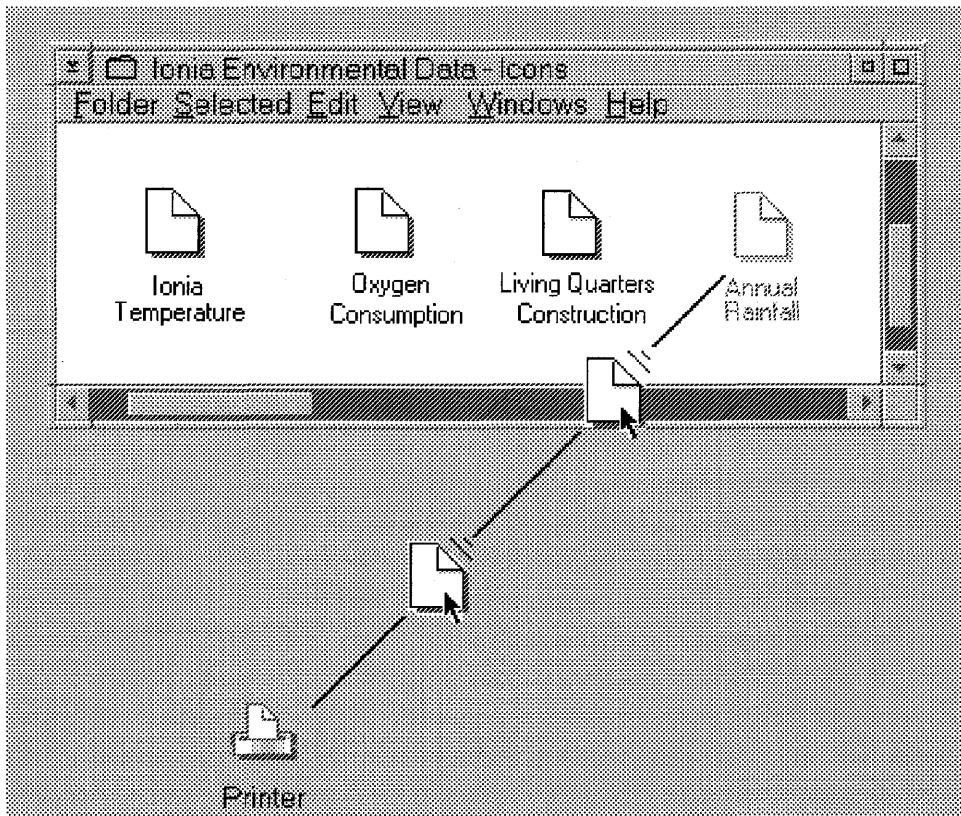 Ionia Environmental Data - Icons
Folder Selected Edit View Windows Help
Ionia
Temperature
Oxygen
Consumption
Living Quarters
Construction
Annual
Rainfall
Printer